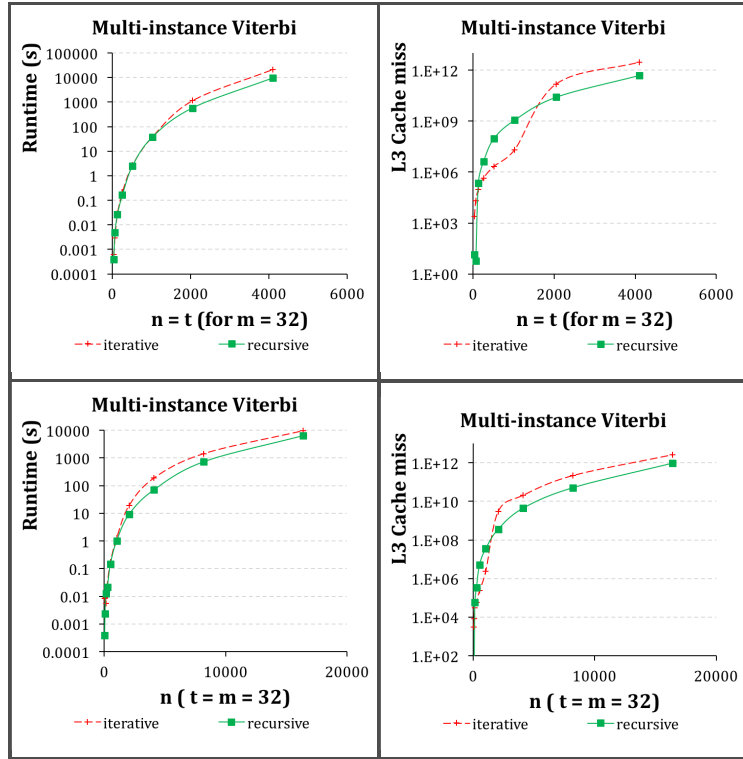 Multi-instance Viterbi
Runtime (s)
100000
10000
1000
100
10
1
0.1
0.01
0.001
0.0001
0 2000 4000 6000
n = t (for m = 32)
iterative recursive
Multi-instance Viterbi
L3 Cache miss
1.E+12
1.E+09
1.E+06
1.E+03
1.E+00
0 2000 4000 6000
n = t (for m = 32)
iterative recursive
Multi-instance Viterbi
Runtime (s)
10000
1000
100
10
1
0.1
0.01
0.001
0.0001
0 10000 20000
n ( t = m = 32)
iterative recursive
Multi-instance Viterbi
L3 Cache miss
1.E+12
1.E+10
1.E+08
1.E+06
1.E+04
1.E+02
0 10000 20000
n ( t = m = 32)
iterative recursive